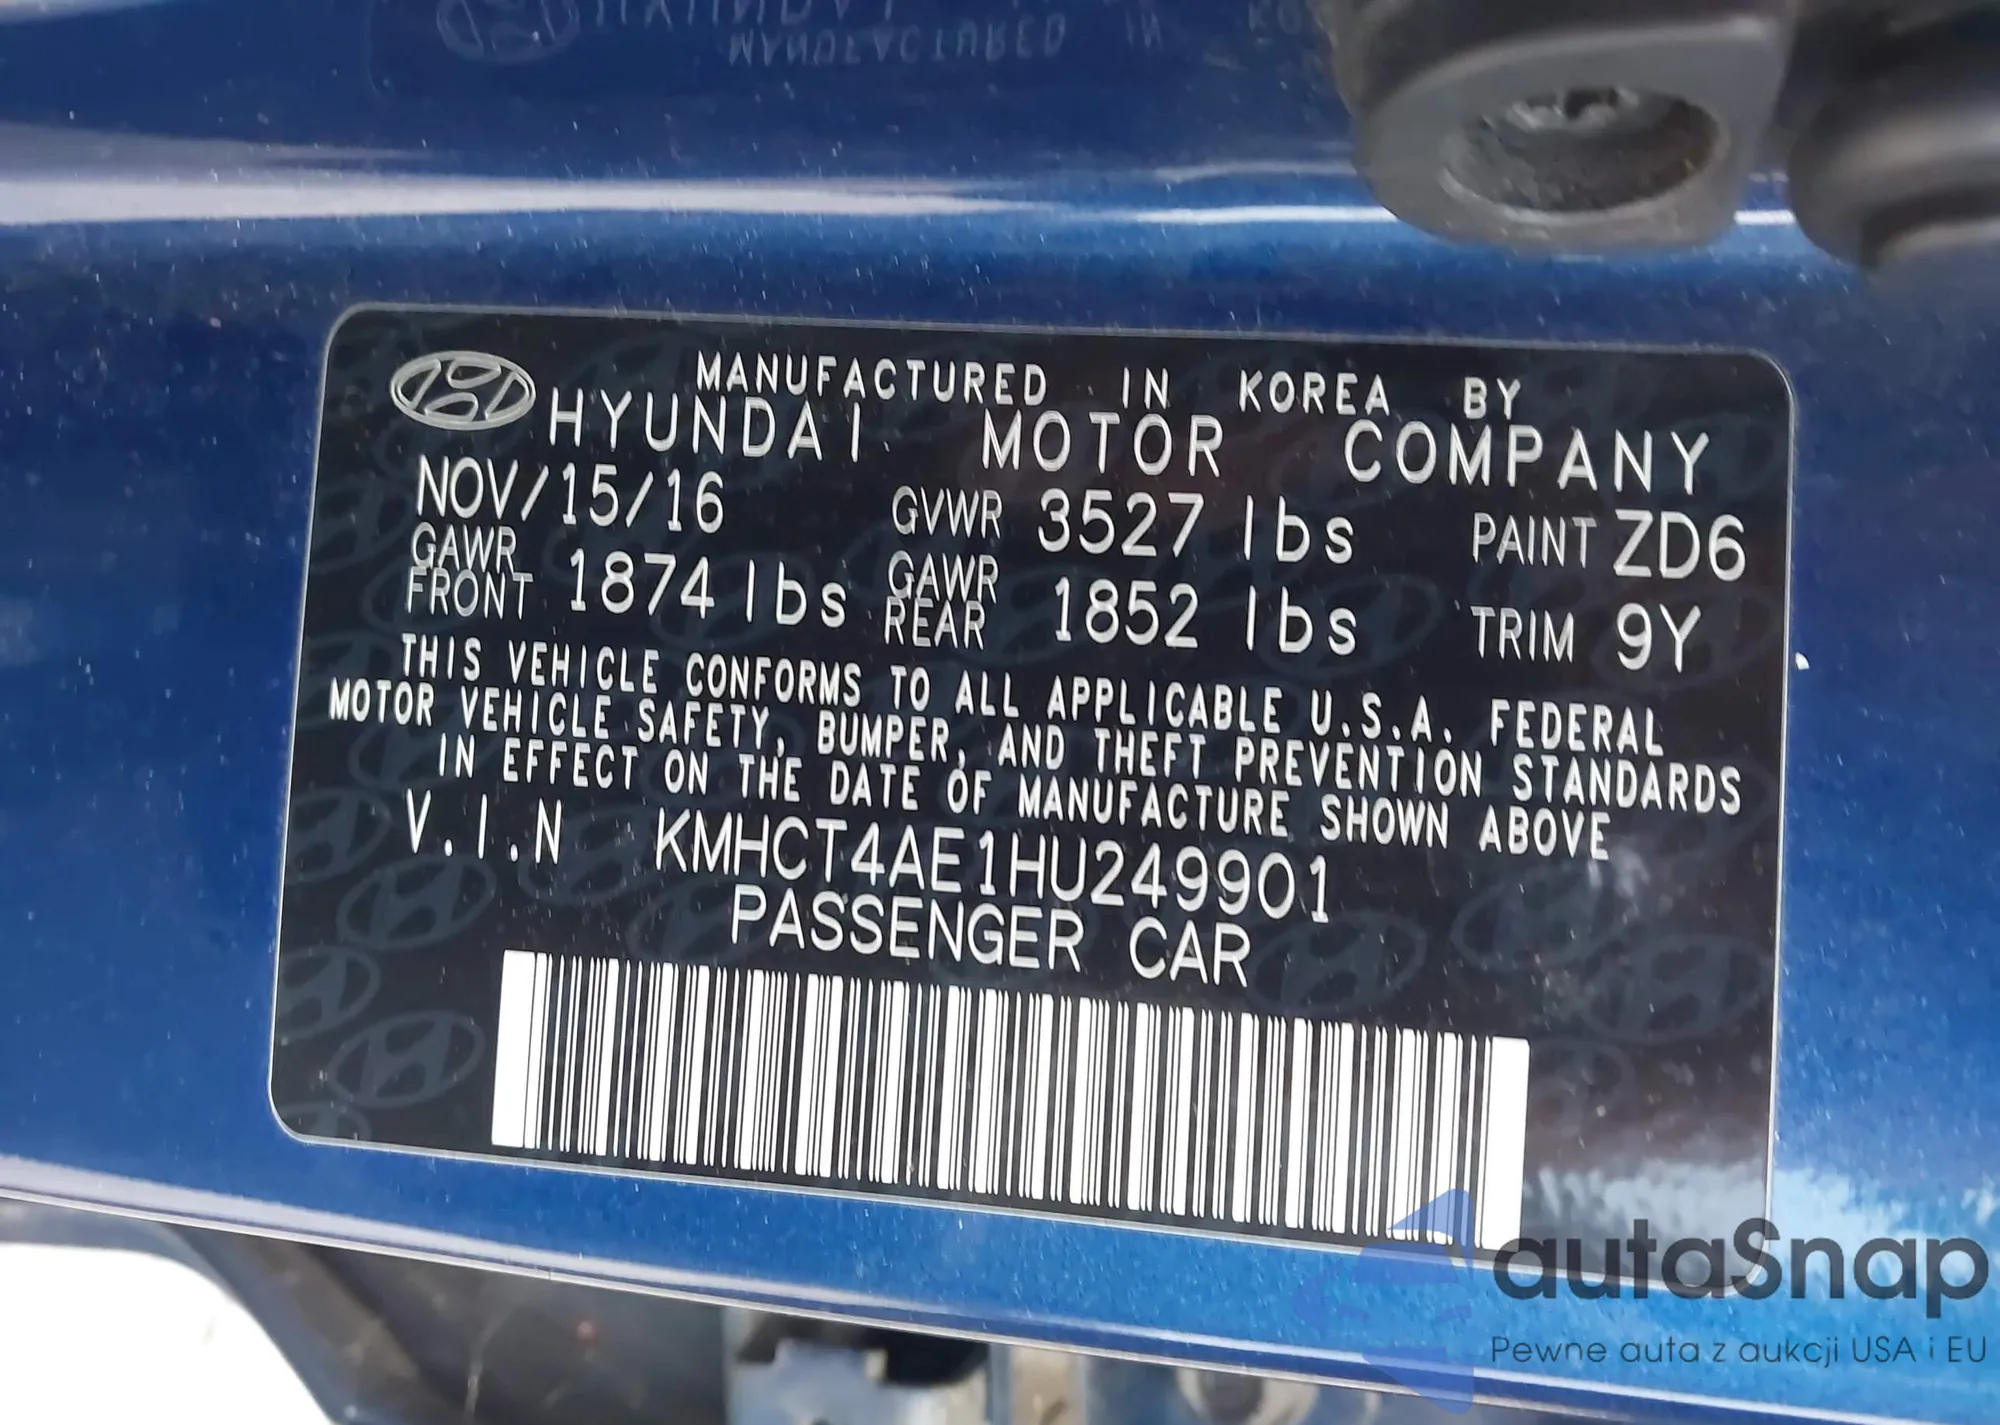 MANUFACTURED IN KOREA BY
HYUNDAI MOTOR COMPANY
NOV/15/16 GVWR 3527 lbs PAINT ZD6
GAWR FRONT 1874 lbs GAWR REAR 1852 lbs TRIM 9Y
THIS VEHICLE CONFORMS TO ALL APPLICABLE U.S.A. FEDERAL
MOTOR VEHICLE SAFETY, BUMPER, AND THEFT PREVENTION STANDARDS
IN EFFECT ON THE DATE OF MANUFACTURE SHOWN ABOVE
V.I.N KMHCT4AE1HU249901
PASSENGER CAR
autaSnap
Pewne auta z aukcji USA i EU